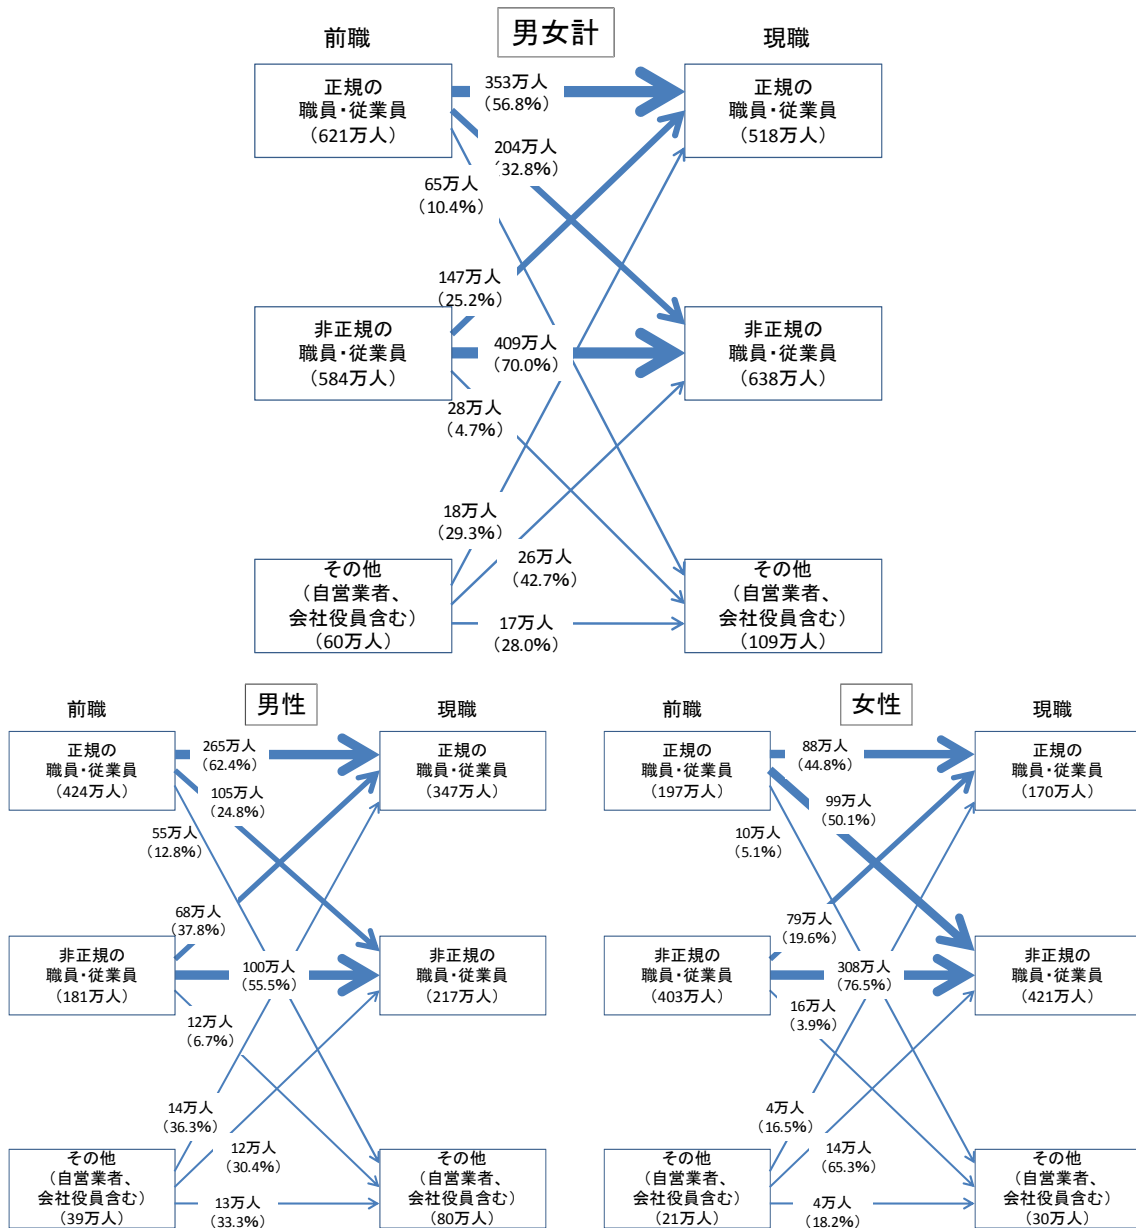 男女計
前職
現職
正規の
職員・従業員
(621万人)
353万人
(56.8%)
正規の
職員・従業員
(518万人)
204万人
(32.8%)
65万人
(10.4%)
147万人
(25.2%)
非正規の
職員・従業員
(584万人)
409万人
(70.0%)
非正規の
職員・従業員
(638万人)
28万人
(4.7%)
18万人
(29.3%)
26万人
(42.7%)
その他
(自営業者、
会社役員含む)
(60万人)
17万人
(28.0%)
その他
(自営業者、
会社役員含む)
(109万人)
男性
前職
現職
正規の
職員・従業員
(424万人)
265万人
(62.4%)
正規の
職員・従業員
(347万人)
105万人
(24.8%)
55万人
(12.8%)
68万人
(37.8%)
非正規の
職員・従業員
(181万人)
100万人
(55.5%)
非正規の
職員・従業員
(217万人)
12万人
(6.7%)
14万人
(36.3%)
12万人
(30.4%)
その他
(自営業者、
会社役員含む)
(39万人)
13万人
(33.3%)
その他
(自営業者、
会社役員含む)
(80万人)
女性
前職
現職
正規の
職員・従業員
(197万人)
88万人
(44.8%)
正規の
職員・従業員
(170万人)
99万人
(50.1%)
10万人
(5.1%)
79万人
(19.6%)
非正規の
職員・従業員
(403万人)
308万人
(76.5%)
非正規の
職員・従業員
(421万人)
16万人
(3.9%)
4万人
(16.5%)
14万人
(65.3%)
その他
(自営業者、
会社役員含む)
(21万人)
4万人
(18.2%)
その他
(自営業者、
会社役員含む)
(30万人)